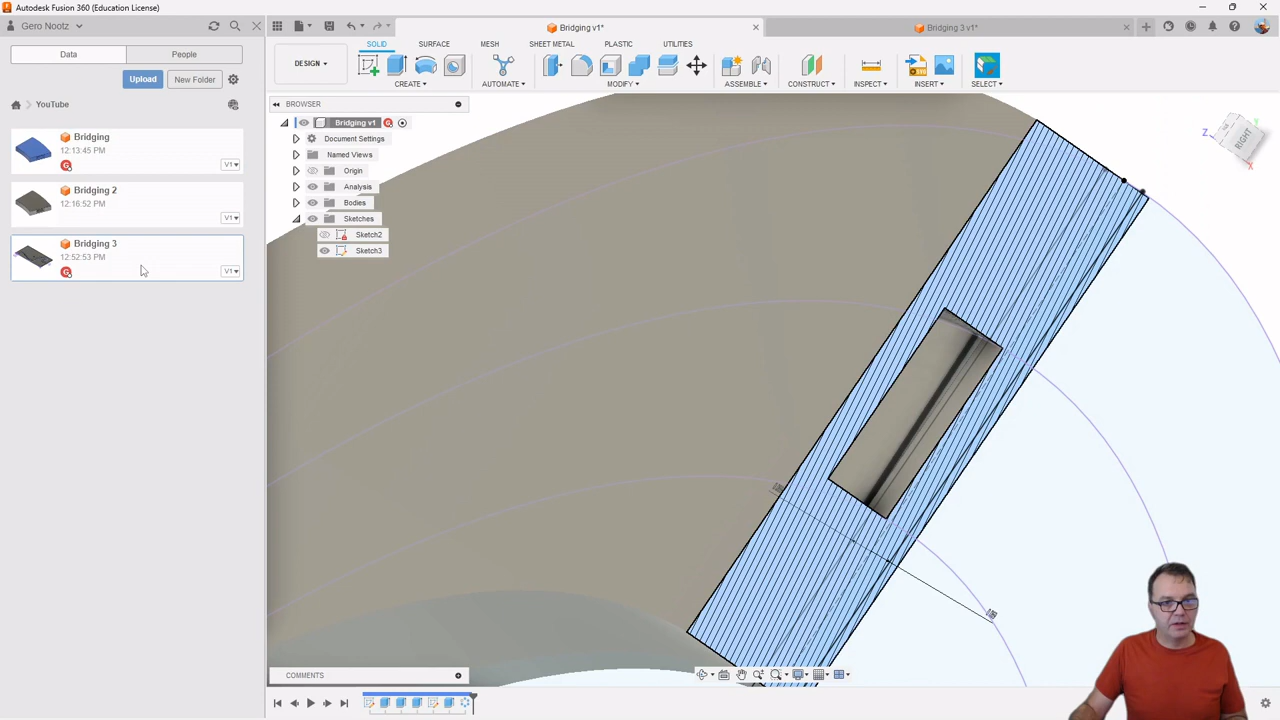 Autodesk Fusion 360 (Education License)
Gero Nootz
Bridging v1*
Bridging 3 v1*
Data
People
Upload
New Folder
YouTube
Bridging
12:13:45 PM
V1
Bridging 2
12:16:52 PM
V1
Bridging 3
12:52:53 PM
V1
DESIGN
SOLID
SURFACE
MESH
SHEET METAL
PLASTIC
UTILITIES
CREATE
AUTOMATE
MODIFY
ASSEMBLE
CONSTRUCT
INSPECT
INSERT
SELECT
BROWSER
Bridging v1
Document Settings
Named Views
Origin
Analysis
Bodies
Sketches
Sketch2
Sketch3
Z
RIGHT
X
COMMENTS